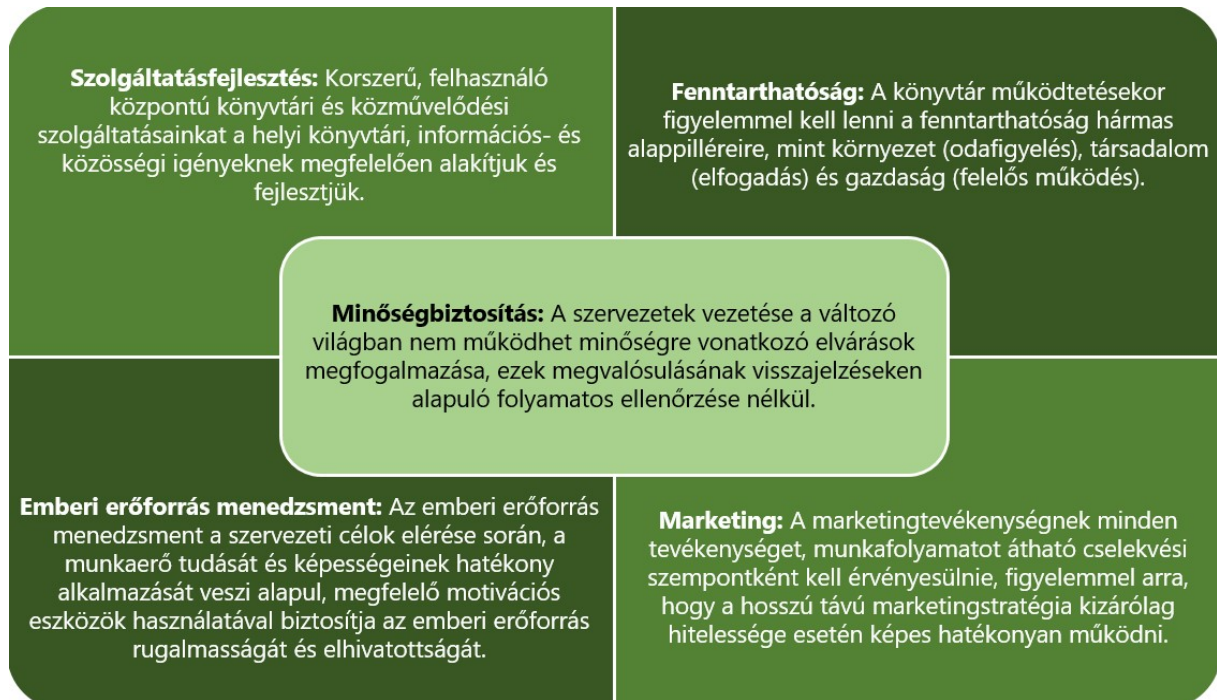 Szolgáltatásfejlesztés: Korszerű, felhasználó
központú könyvtári és közművelődési
szolgáltatásainkat a helyi könyvtári, információs- és
közösségi igényeknek megfelelően alakítjuk és
fejlesztjük.
Fenntarthatóság: A könyvtár működtetésekor
figyelemmel kell lenni a fenntarthatóság hármas
alappilléreire, mint környezet (odafigyelés), társadalom
(elfogadás) és gazdaság (felelős működés).
Minőségbiztosítás: A szervezetek vezetése a változó
világban nem működhet minőségre vonatkozó elvárások
megfogalmazása, ezek megvalósulásának visszajelzéseken
alapuló folyamatos ellenőrzése nélkül.
Emberi erőforrás menedzsment: Az emberi erőforrás
menedzsment a szervezeti célok elérése során, a
munkaerő tudását és képességeinek hatékony
alkalmazását veszi alapul, megfelelő motivációs
eszközök használatával biztosítja az emberi erőforrás
rugalmasságát és elhivatottságát.
Marketing: A marketingtevékenységnek minden
tevékenységet, munkafolyamatot átható cselekvési
szempontként kell érvényesülnie, figyelemmel arra,
hogy a hosszú távú marketingstratégia kizárólag
hitelessége esetén képes hatékonyan működni.